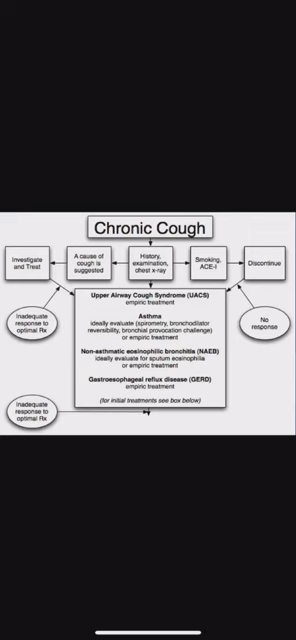 Chronic Cough
Investigate
and Treat
A cause of
cough is
suggested
History,
examination,
chest x-ray
Smoking,
ACE-I
Discontinue
Inadequate
response to
optimal Rx
Upper Airway Cough Syndrome (UACS)
empiric treatment
Asthma
ideally evaluate (spirometry, bronchodilator
reversibility, bronchial provocation challenge)
or empiric treatment
Non-asthmatic eosinophilic bronchitis (NAEB)
ideally evaluate for sputum eosinophilia
or empiric treatment
Gastroesophageal reflux disease (GERD)
empiric treatment
(for initial treatments see box below)
No
response
Inadequate
response to
optimal Rx